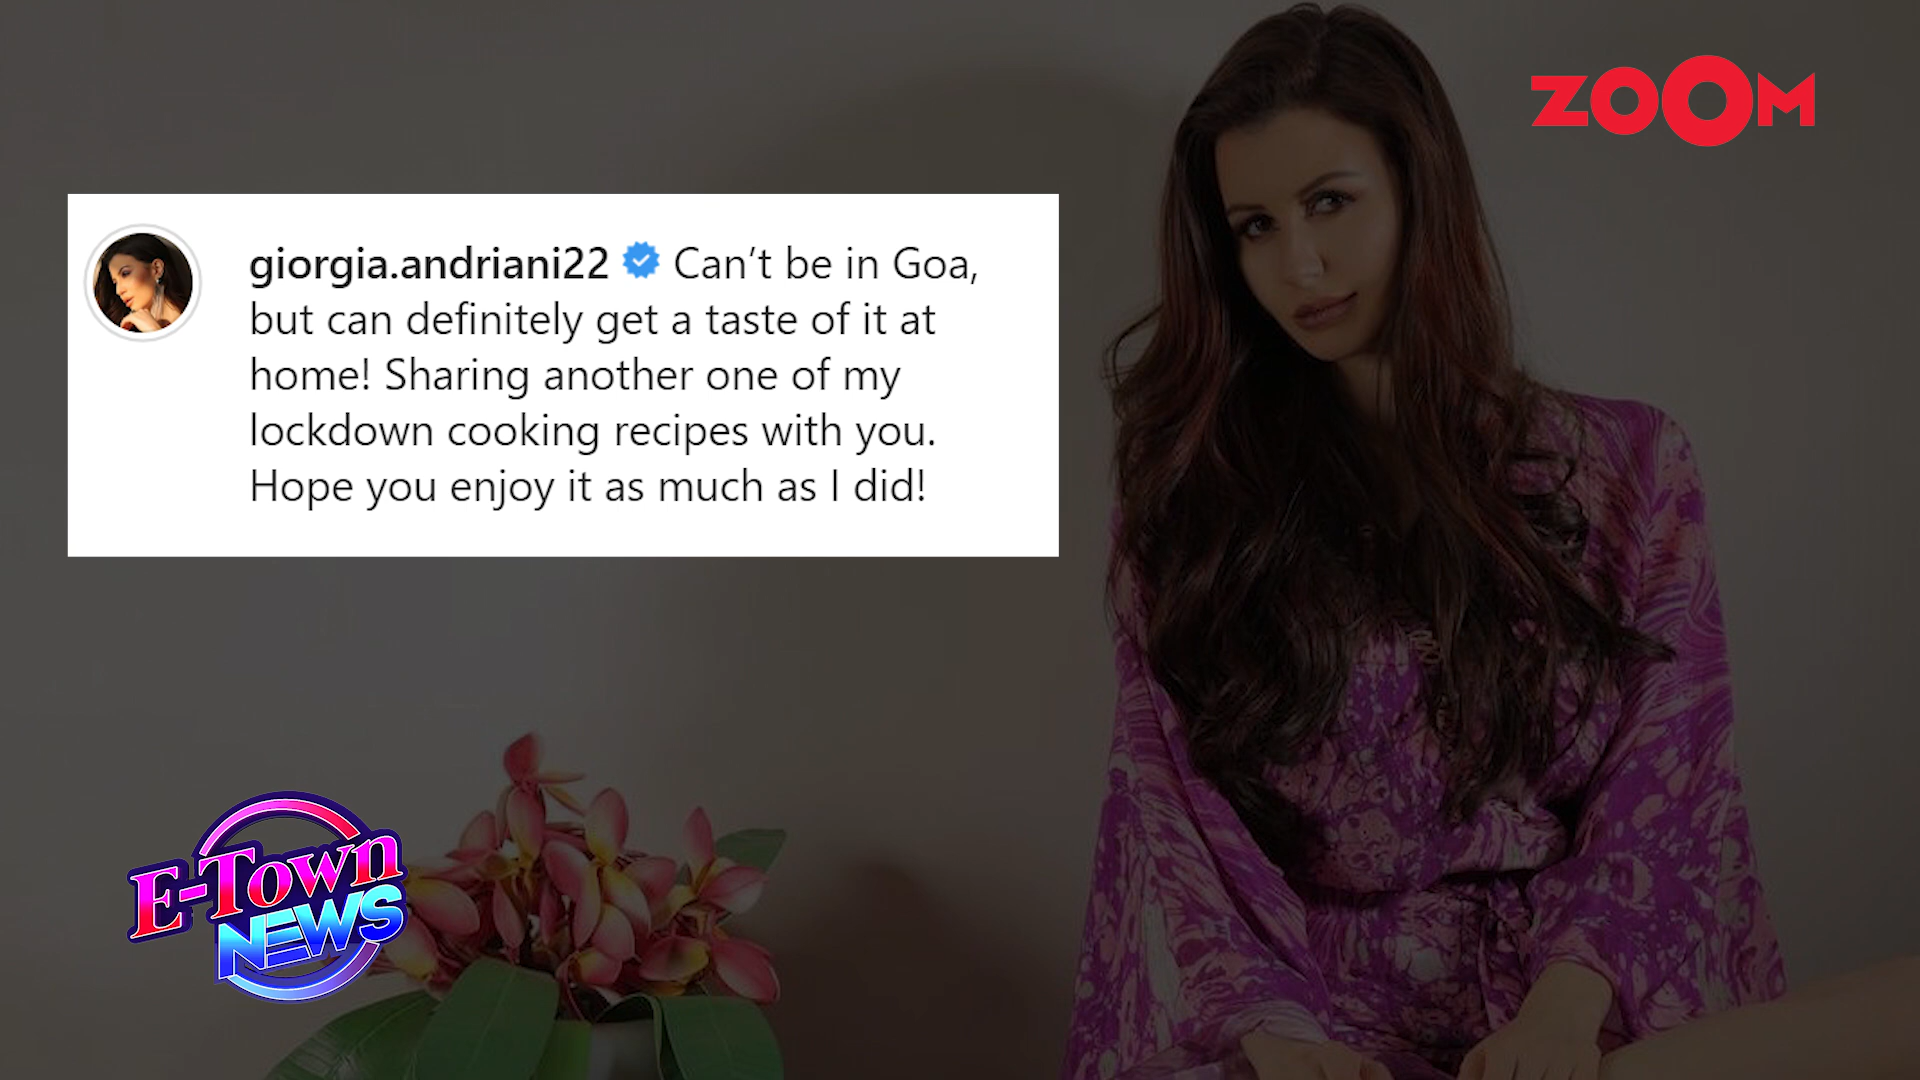 ZOOM
giorgia.andriani22 Can’t be in Goa,
but can definitely get a taste of it at
home! Sharing another one of my
lockdown cooking recipes with you.
Hope you enjoy it as much as I did!
E-Town
NEWS